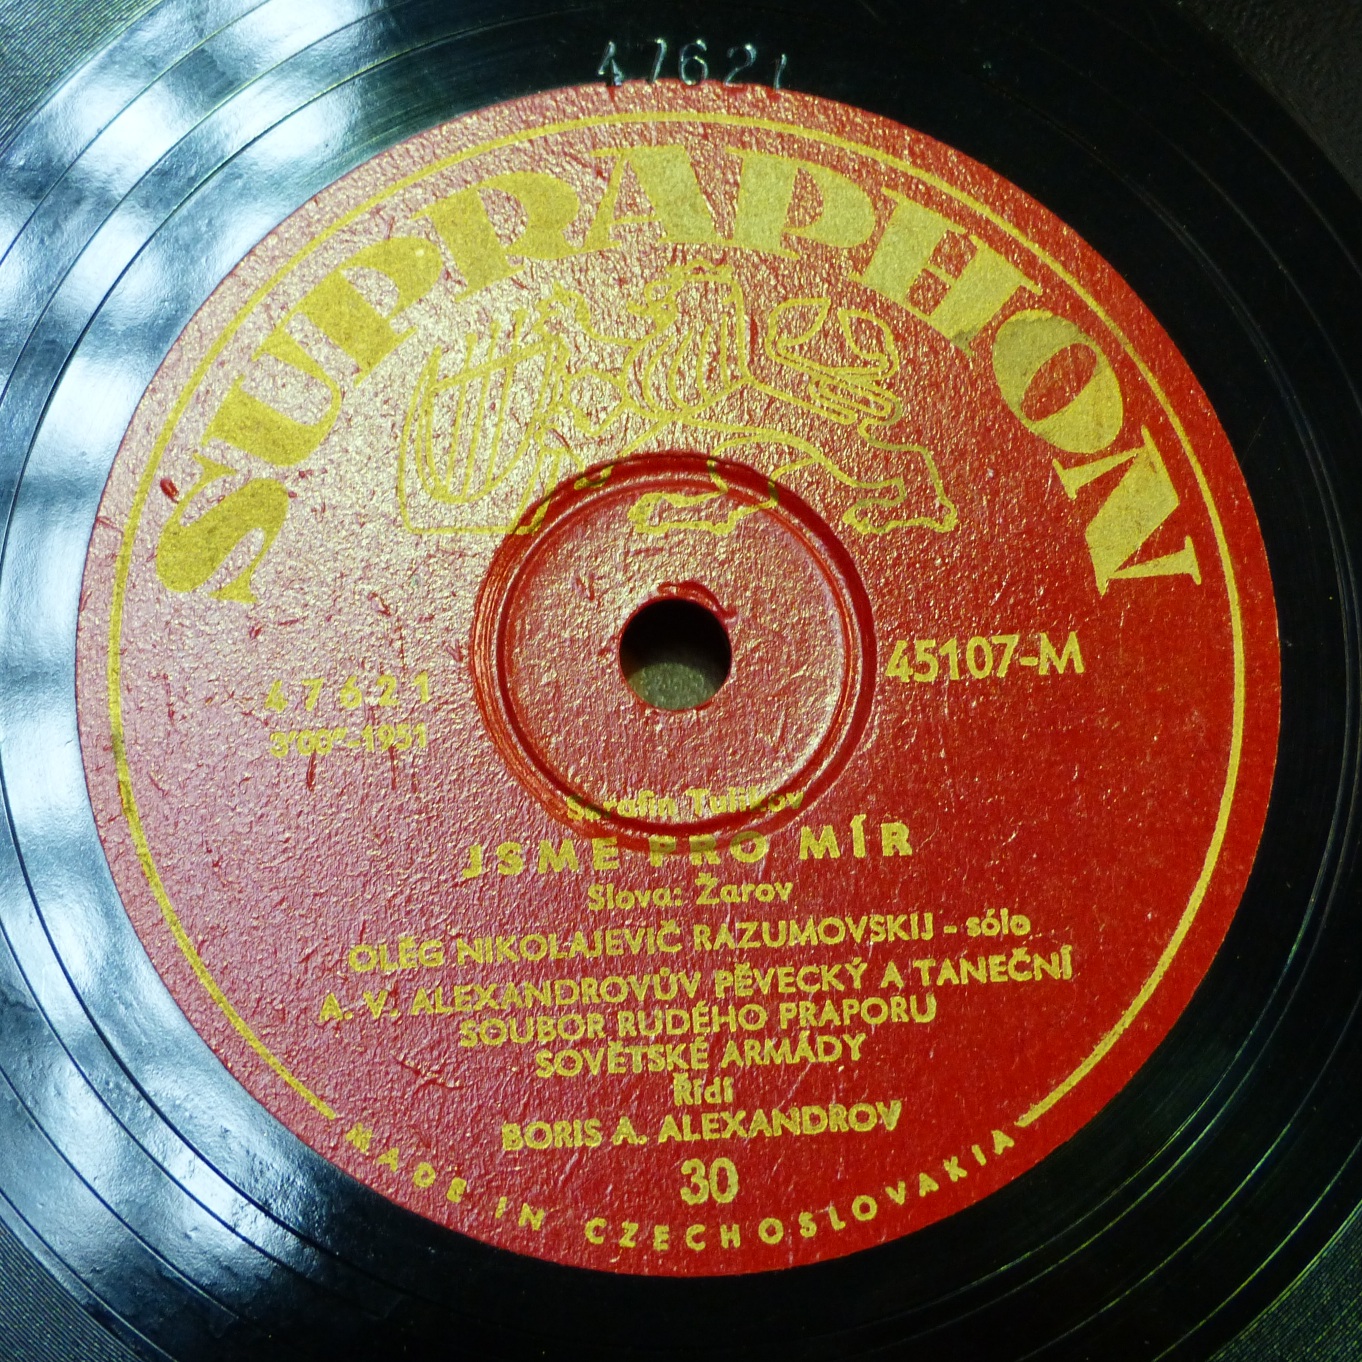 47621
SUPRAPHON
45107-M
47621
3'00"-1951
Serafin Tulikov
JSME PRO MÍR
Slova: Žarov
OLĚG NIKOLAJEVIČ RAZUMOVSKIJ - sólo
A. V. ALEXANDROVŮV PĚVECKÝ A TANEČNÍ
SOUBOR RUDÉHO PRAPORU
SOVĚTSKÉ ARMÁDY
Řídí
BORIS A. ALEXANDROV
30
MADE IN CZECHOSLOVAKIA